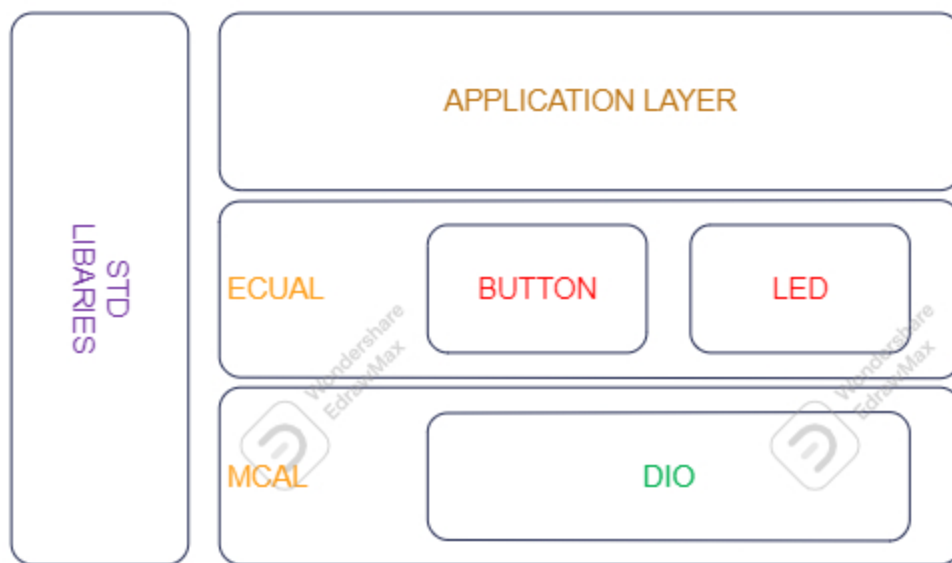 STD
LIBARIES
APPLICATION LAYER
ECUAL
BUTTON
LED
MCAL
DIO
Wondershare
EdrawMax
Wondershare
EdrawMax